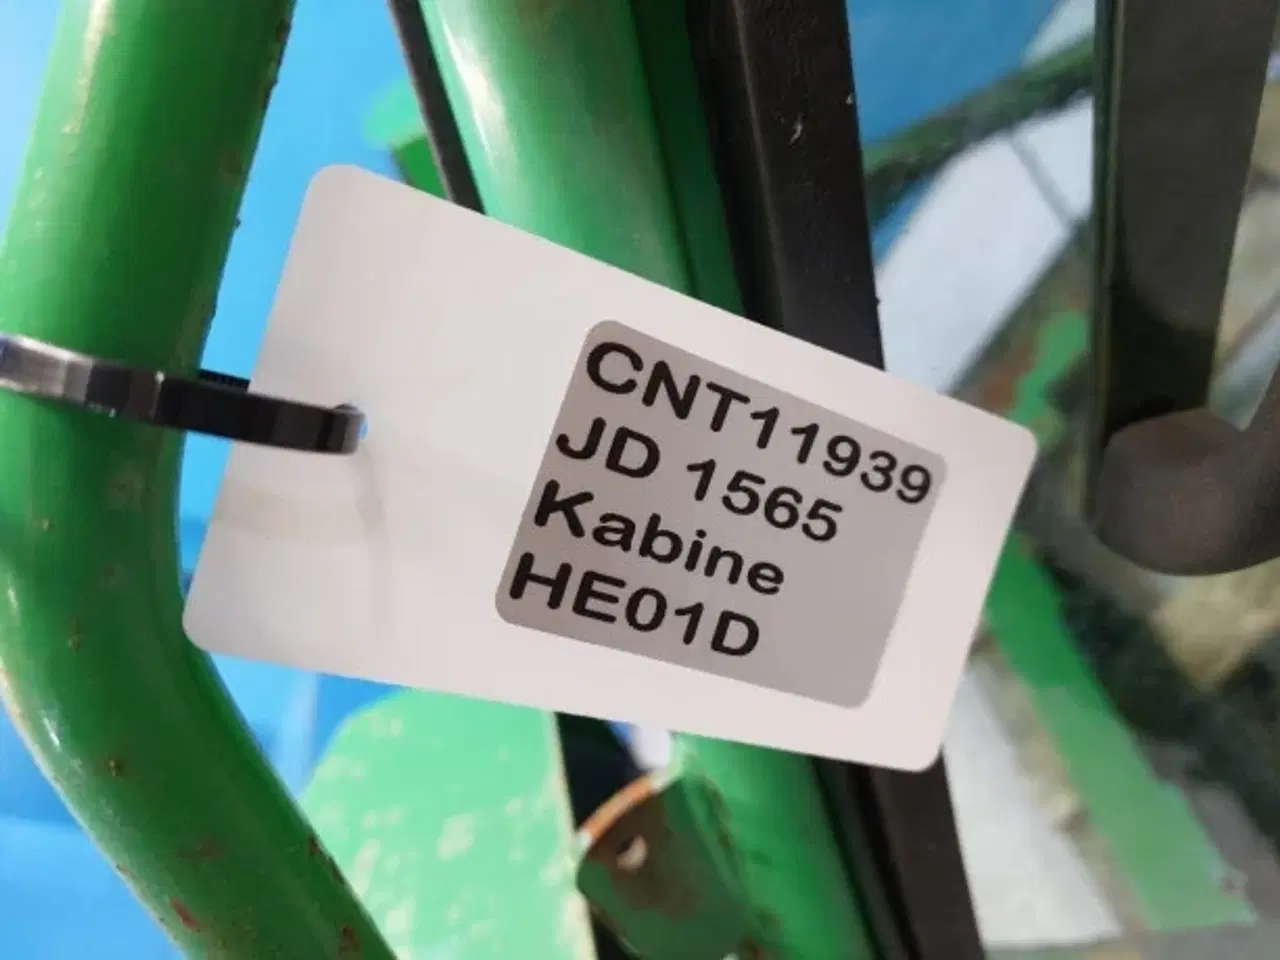 CNT11939
JD 1565
Kabine
HE01D